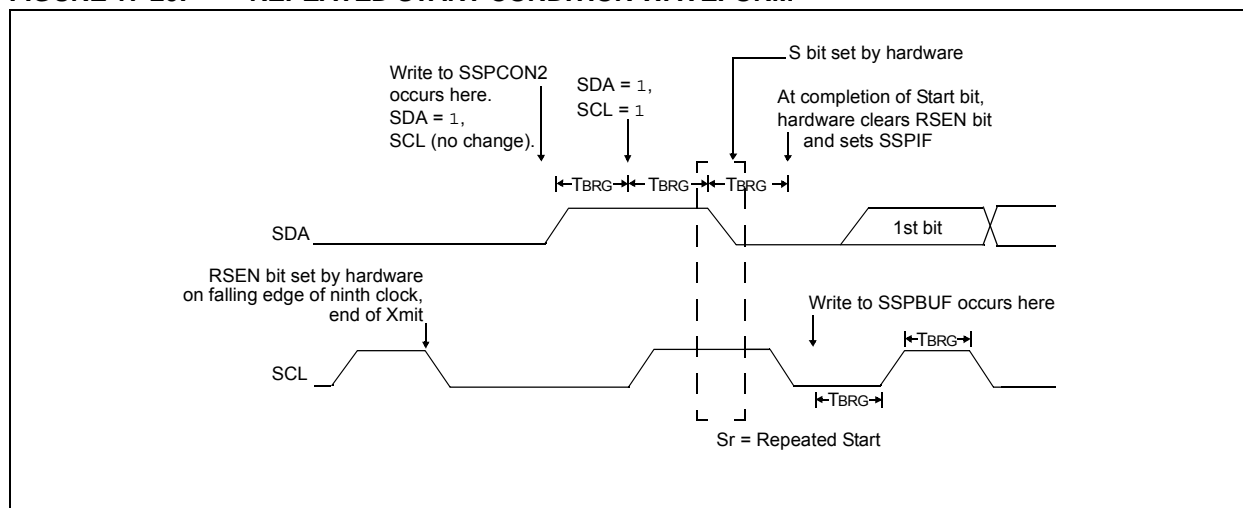 S bit set by hardware
Write to SSPCON2
occurs here.
SDA = 1,
SCL (no change).
SDA = 1,
SCL = 1
At completion of Start bit,
hardware clears RSEN bit
and sets SSPIF
TBRG
TBRG
TBRG
SDA
1st bit
RSEN bit set by hardware
on falling edge of ninth clock,
end of Xmit
Write to SSPBUF occurs here
TBRG
SCL
TBRG
Sr = Repeated Start